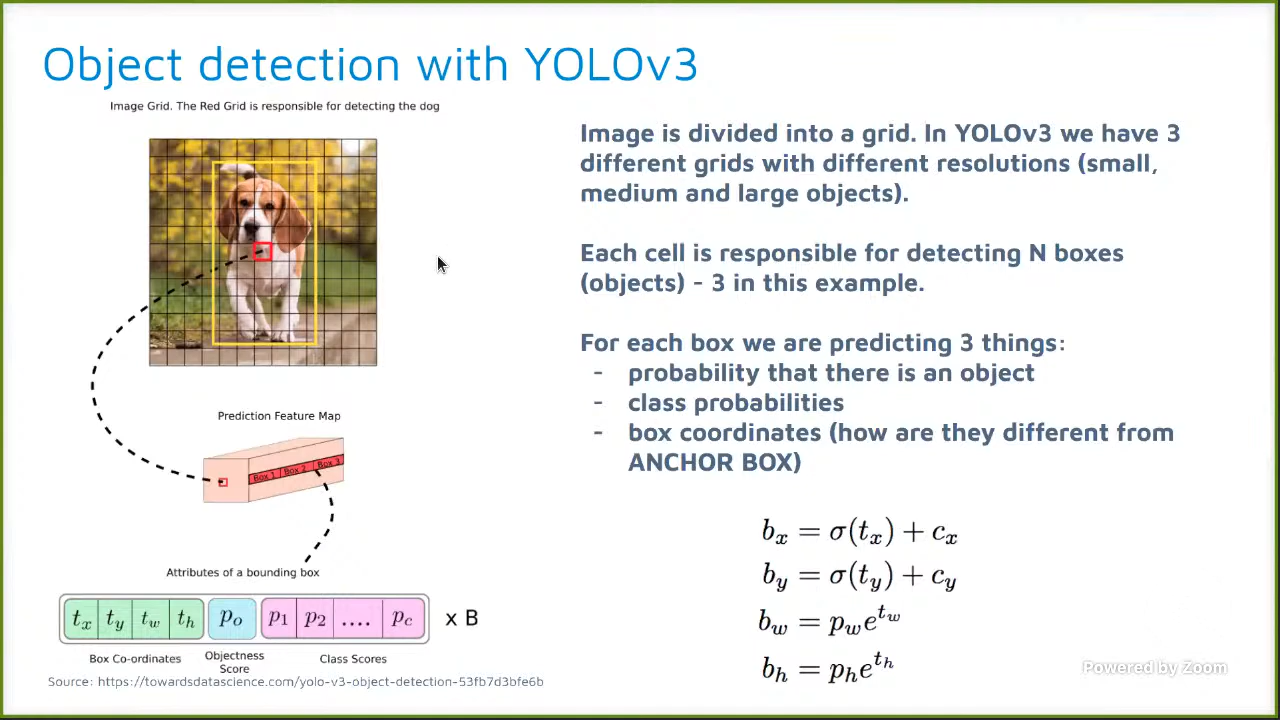 Object detection with YOLOv3
Image Grid. The Red Grid is responsible for detecting the dog
Prediction Feature Map
Box 1 Box 2 Box 3
Attributes of a bounding box
t_x t_y t_w t_h p_o p_1 p_2 .... p_c x B
Box Co-ordinates
Objectness
Score
Class Scores
Source: https://towardsdatascience.com/yolo-v3-object-detection-53fb7d3bfe6b
Image is divided into a grid. In YOLOv3 we have 3
different grids with different resolutions (small,
medium and large objects).
Each cell is responsible for detecting N boxes
(objects) - 3 in this example.
For each box we are predicting 3 things:
- probability that there is an object
- class probabilities
- box coordinates (how are they different from
ANCHOR BOX)
b_x = σ(t_x) + c_x
b_y = σ(t_y) + c_y
b_w = p_w e^{t_w}
b_h = p_h e^{t_h}
Powered by Zoom